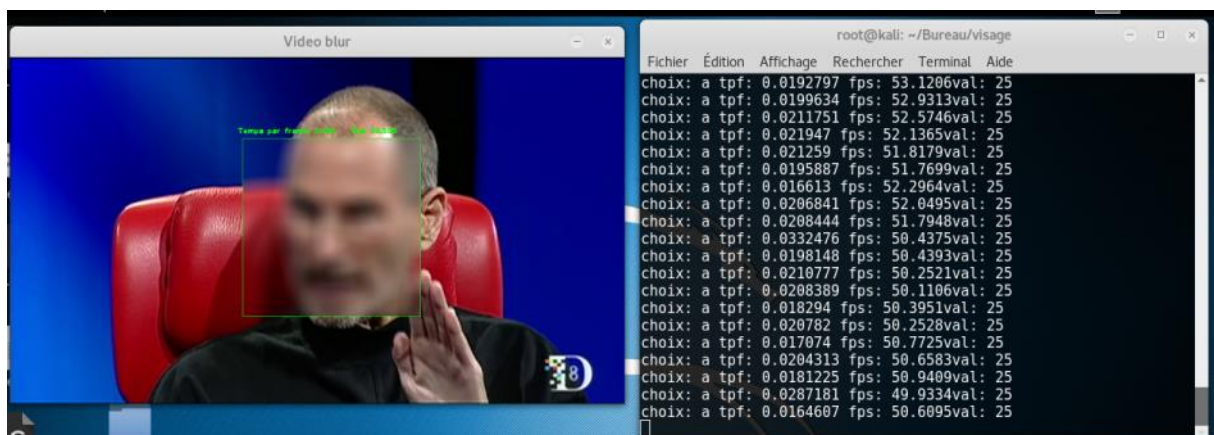 Video blur
Temps par frame
D8
root@kali: ~/Bureau/visage
Fichier Édition Affichage Rechercher Terminal Aide
choix: a tpf: 0.0192797 fps: 53.1206val: 25
choix: a tpf: 0.0199634 fps: 52.9313val: 25
choix: a tpf: 0.0211751 fps: 52.5746val: 25
choix: a tpf: 0.021947 fps: 52.1365val: 25
choix: a tpf: 0.021259 fps: 51.8179val: 25
choix: a tpf: 0.0195887 fps: 51.7699val: 25
choix: a tpf: 0.016613 fps: 52.2964val: 25
choix: a tpf: 0.0206841 fps: 52.0495val: 25
choix: a tpf: 0.0208444 fps: 51.7948val: 25
choix: a tpf: 0.0332476 fps: 50.4375val: 25
choix: a tpf: 0.0198148 fps: 50.4393val: 25
choix: a tpf: 0.0210777 fps: 50.2521val: 25
choix: a tpf: 0.0208389 fps: 50.1106val: 25
choix: a tpf: 0.018294 fps: 50.3951val: 25
choix: a tpf: 0.020782 fps: 50.2528val: 25
choix: a tpf: 0.017074 fps: 50.7725val: 25
choix: a tpf: 0.0204313 fps: 50.6583val: 25
choix: a tpf: 0.0181225 fps: 50.9409val: 25
choix: a tpf: 0.0287181 fps: 49.9334val: 25
choix: a tpf: 0.0164607 fps: 50.6095val: 25